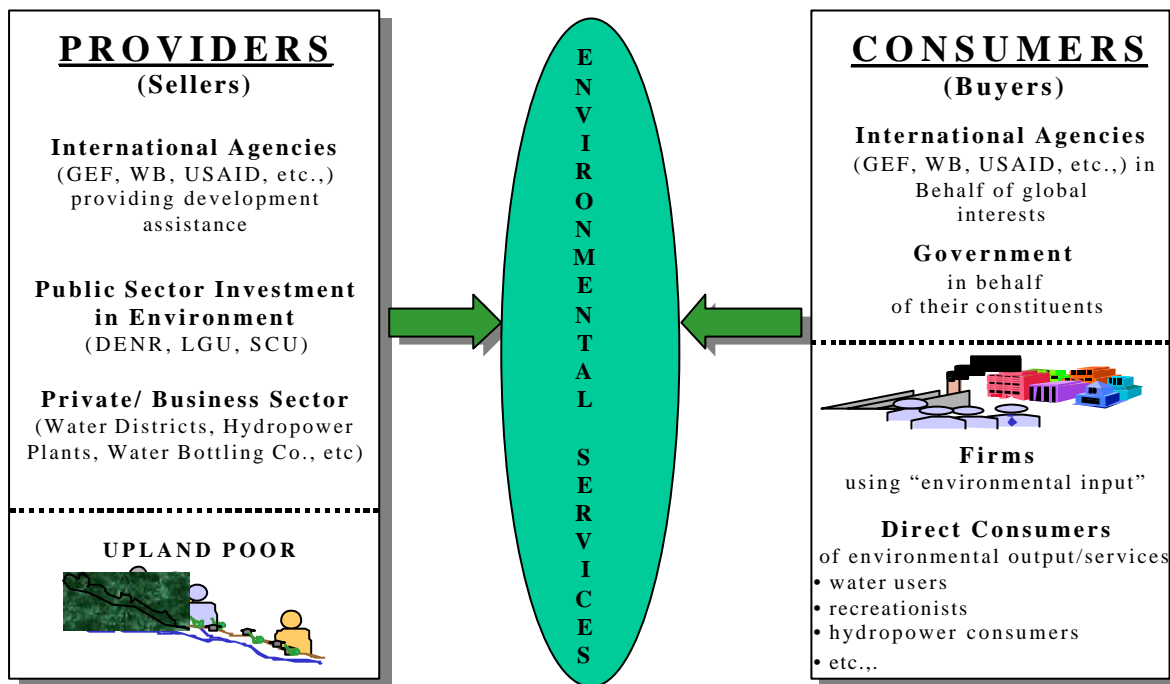 PROVIDERS
(Sellers)
International Agencies
(GEF, WB, USAID, etc.,)
providing development
assistance
Public Sector Investment
in Environment
(DENR, LGU, SCU)
Private/ Business Sector
(Water Districts, Hydropower
Plants, Water Bottling Co., etc)
UPLAND POOR
ENVIRONMENTAL SERVICES
CONSUMERS
(Buyers)
International Agencies
(GEF, WB, USAID, etc.,) in
Behalf of global
interests
Government
in behalf
of their constituents
Firms
using “environmental input”
Direct Consumers
of environmental output/services
• water users
• recreationists
• hydropower consumers
• etc.,.